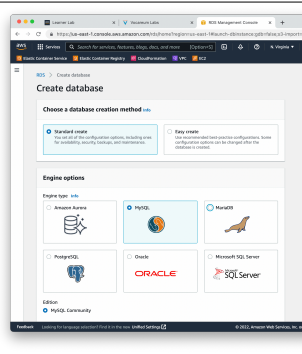 Learner Lab
Vocareum Labs
RDS Management Console
https://us-east-1.console.aws.amazon.com/rds/home?region=us-east-1#launch-dbinstance:gdb=false;s3-import=
aws
Services
Search for services, features, blogs, docs, and more
[Option+S]
N. Virginia
Elastic Container Service
Elastic Container Registry
CloudFormation
VPC
EC2
RDS > Create database
Create database
Choose a database creation method Info
Standard create
You set all of the configuration options, including ones
for availability, security, backups, and maintenance.
Easy create
Use recommended best-practice configurations. Some
configuration options can be changed after the
database is created.
Engine options
Engine type Info
Amazon Aurora
MySQL
MariaDB
PostgreSQL
Oracle
ORACLE
Microsoft SQL Server
Microsoft
SQL Server
Edition
MySQL Community
Feedback
Looking for language selection? Find it in the new Unified Settings
© 2022, Amazon Web Services, Inc.